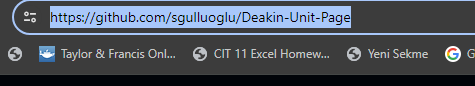 https://github.com/sgulluoglu/Deakin-Unit-Page
Taylor & Francis Onl... CIT 11 Excel Homew... Yeni Sekme G